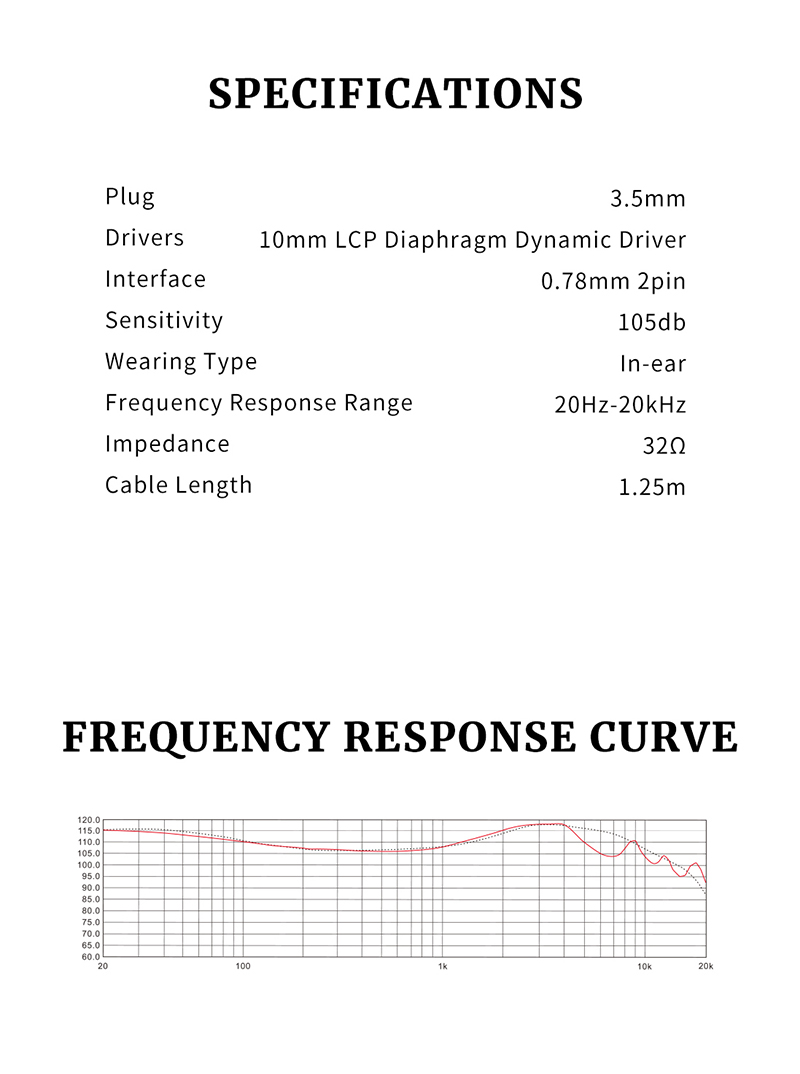 SPECIFICATIONS
Plug 3.5mm
Drivers 10mm LCP Diaphragm Dynamic Driver
Interface 0.78mm 2pin
Sensitivity 105db
Wearing Type In-ear
Frequency Response Range 20Hz-20kHz
Impedance 32Ω
Cable Length 1.25m
FREQUENCY RESPONSE CURVE
120.0
115.0
110.0
105.0
100.0
95.0
90.0
85.0
80.0
75.0
70.0
65.0
60.0
20 100 1k 10k 20k